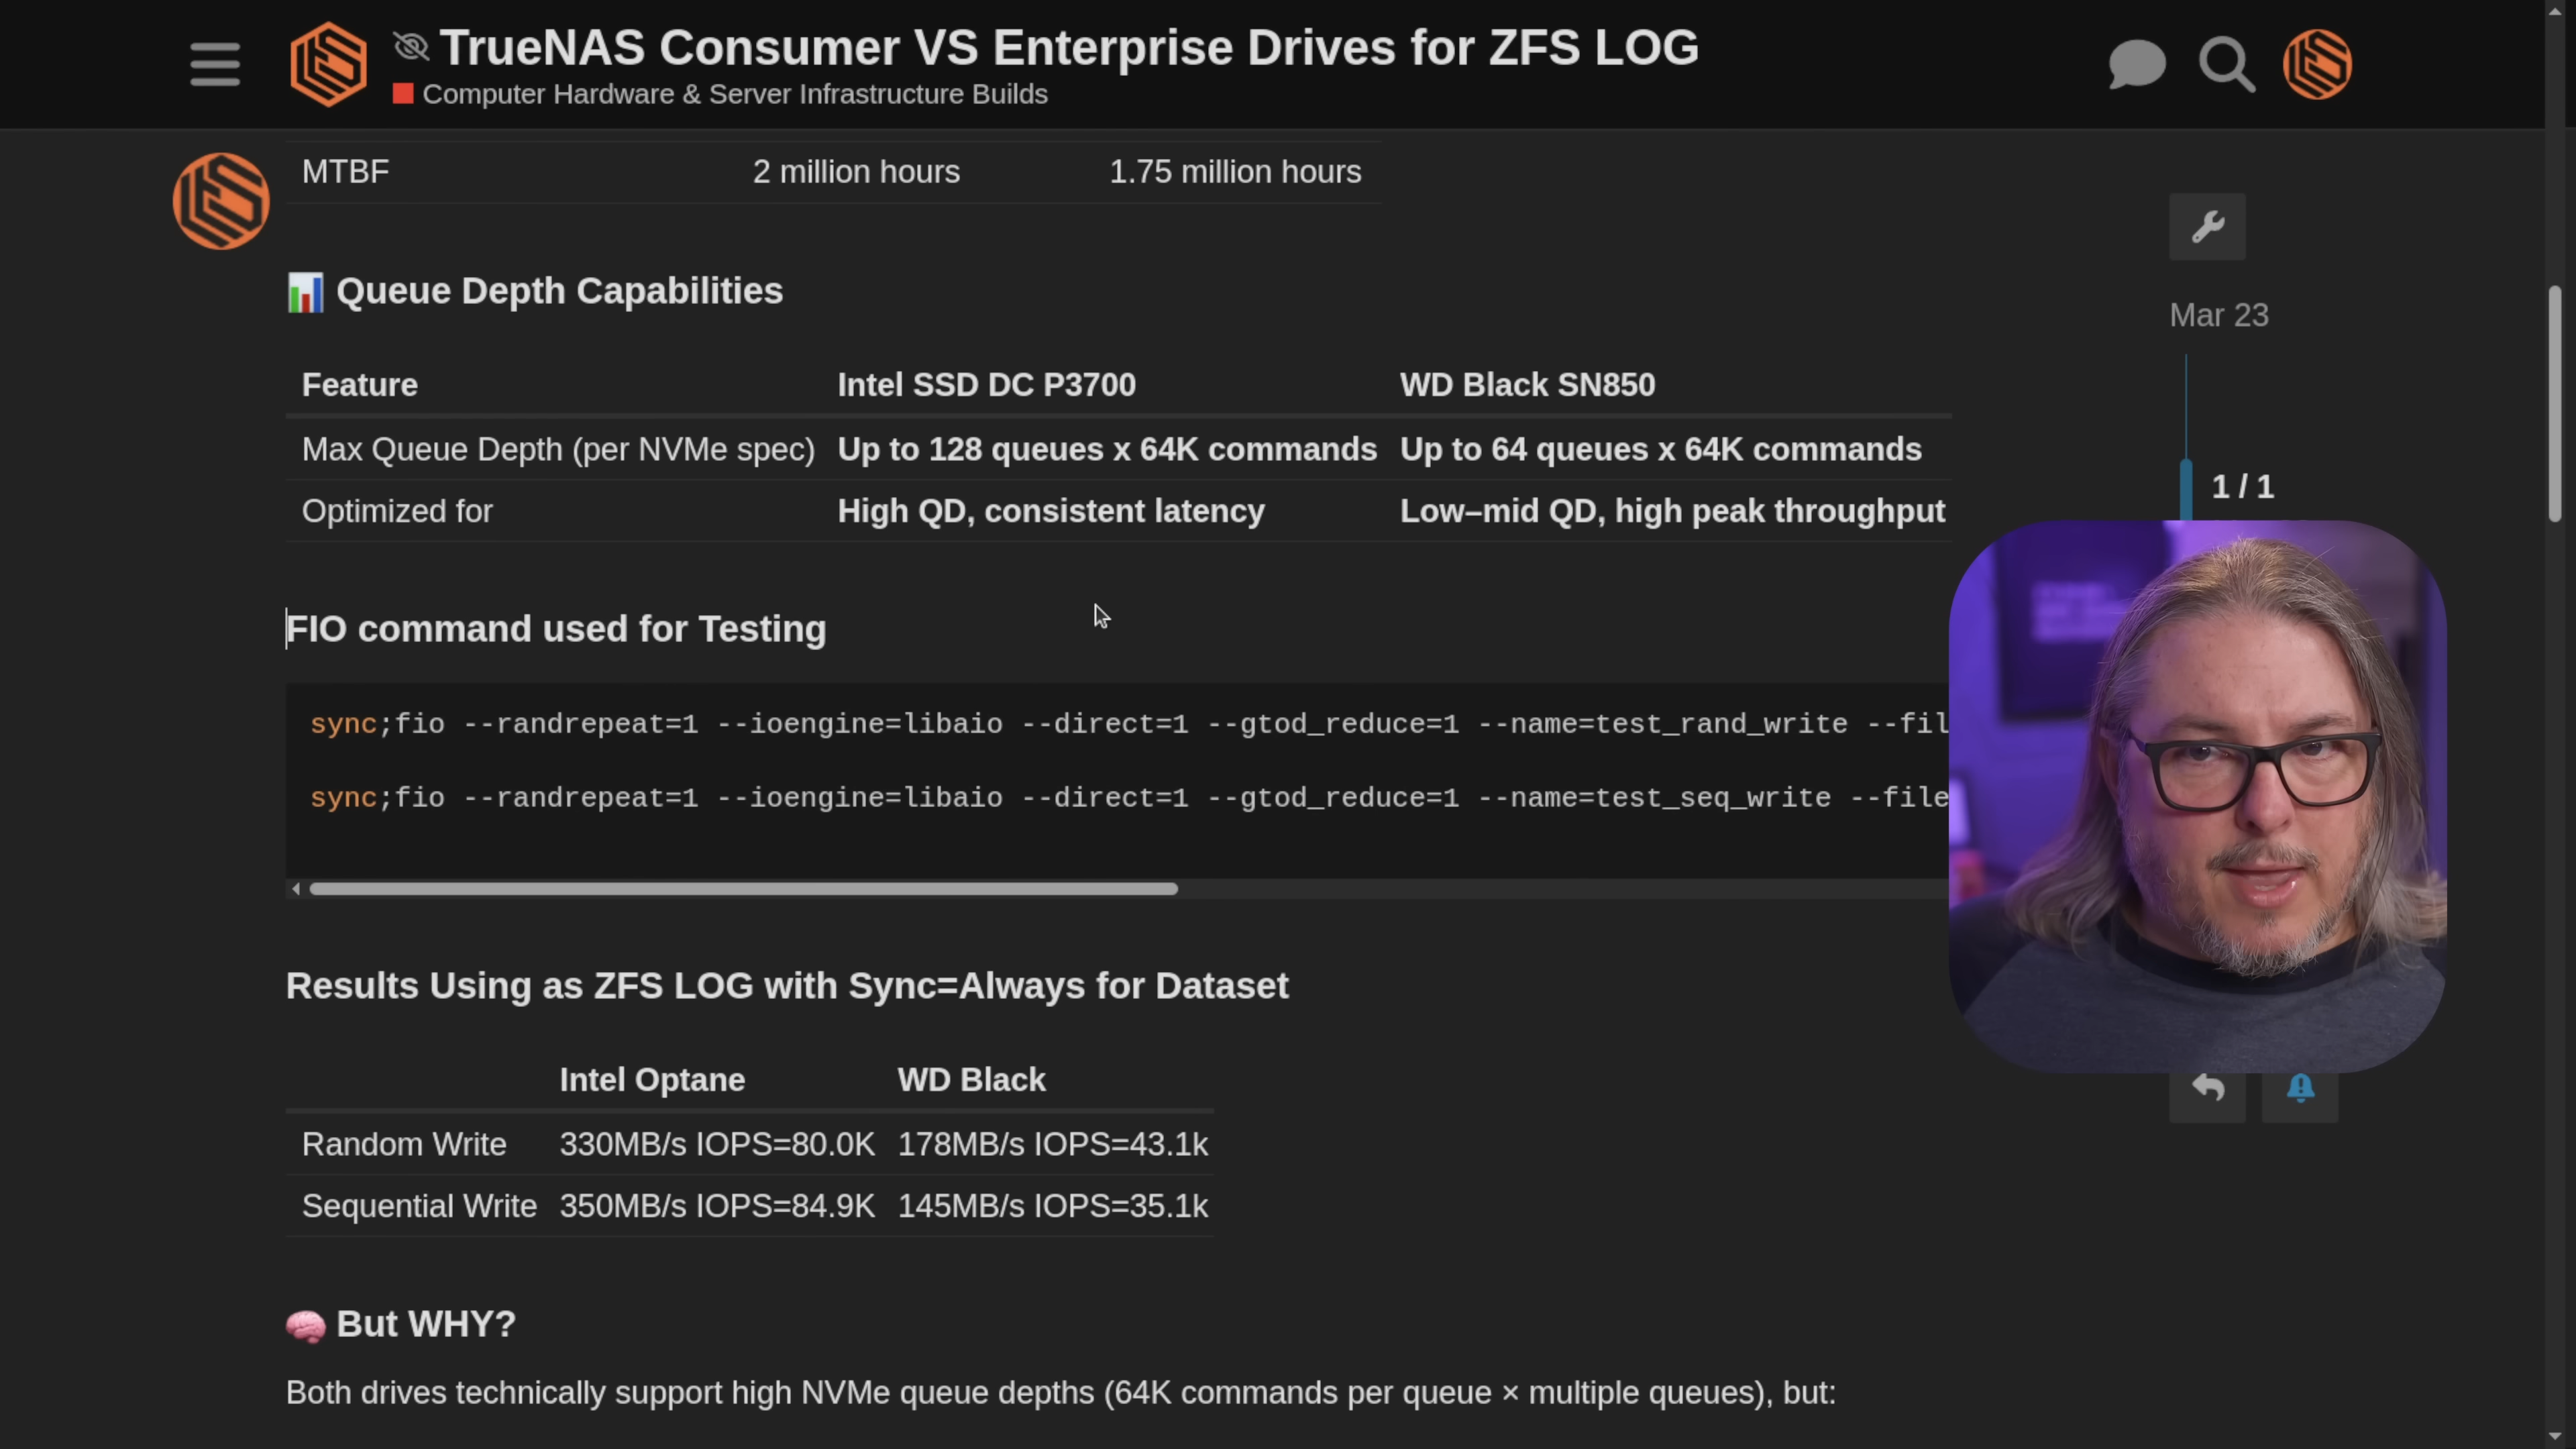 TrueNAS Consumer VS Enterprise Drives for ZFS LOG
Computer Hardware & Server Infrastructure Builds
MTBF 2 million hours 1.75 million hours
Mar 23
Queue Depth Capabilities
Feature Intel SSD DC P3700 WD Black SN850
Max Queue Depth (per NVMe spec) Up to 128 queues x 64K commands Up to 64 queues x 64K commands
1 / 1
Optimized for High QD, consistent latency Low–mid QD, high peak throughput
FIO command used for Testing
sync;fio --randrepeat=1 --ioengine=libaio --direct=1 --gtod_reduce=1 --name=test_rand_write --fil
sync;fio --randrepeat=1 --ioengine=libaio --direct=1 --gtod_reduce=1 --name=test_seq_write --file
Results Using as ZFS LOG with Sync=Always for Dataset
Intel Optane WD Black
Random Write 330MB/s IOPS=80.0K 178MB/s IOPS=43.1k
Sequential Write 350MB/s IOPS=84.9K 145MB/s IOPS=35.1k
But WHY?
Both drives technically support high NVMe queue depths (64K commands per queue × multiple queues), but: